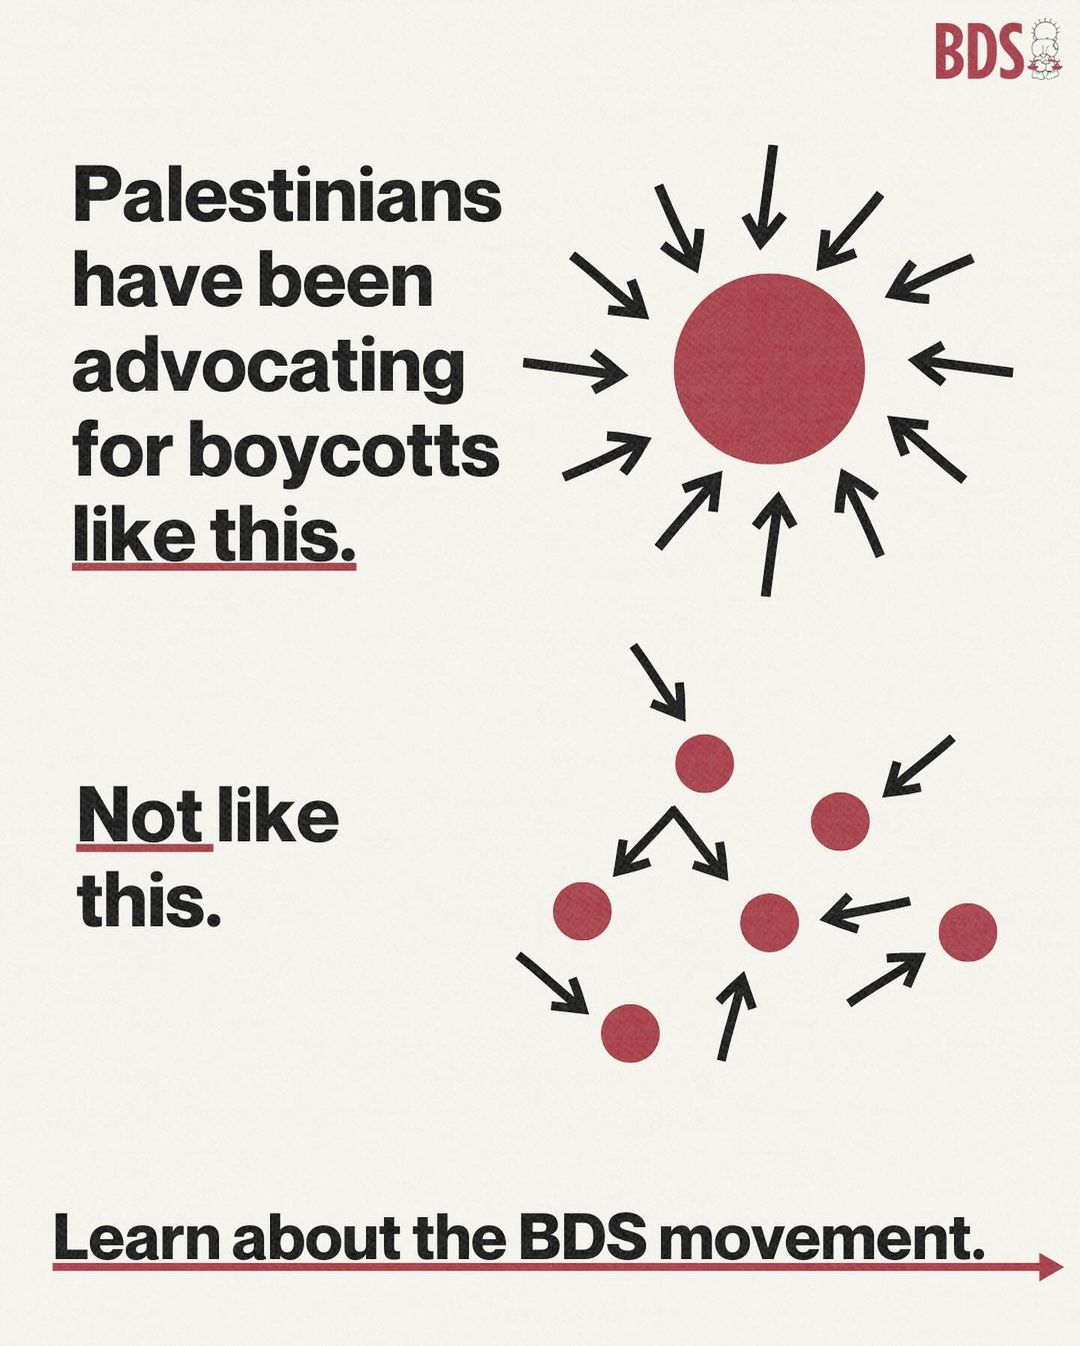 BDS
Palestinians
have been
advocating
for boycotts
like this.
Not like
this.
Learn about the BDS movement.